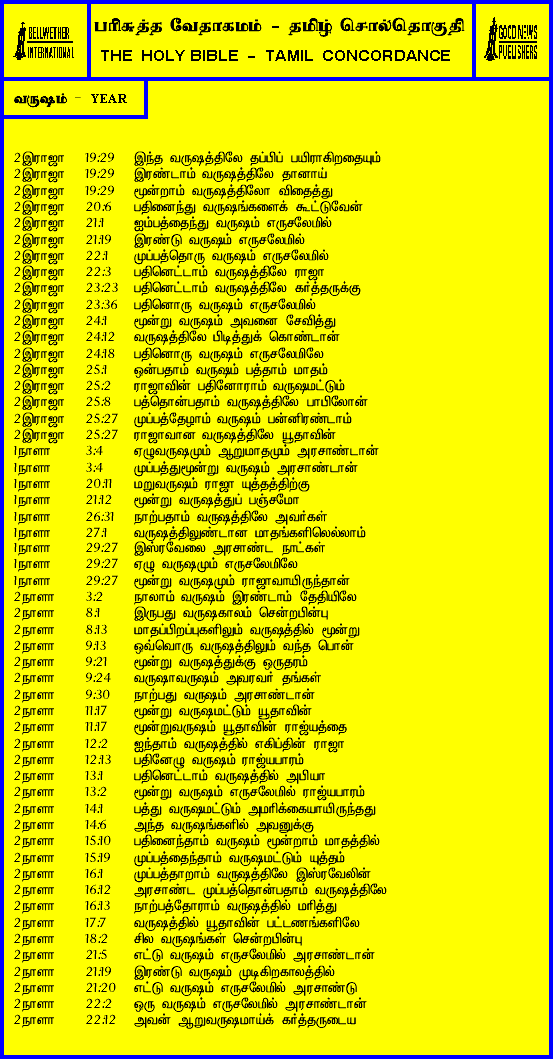 BELLWETHER
INTERNATIONAL
பரிசுத்த வேதாகமம் - தமிழ் சொல்தொகுதி
THE HOLY BIBLE - TAMIL CONCORDANCE
GOOD NEWS
PUBLISHERS
வருஷம் - YEAR
2இராஜா 19:29 இந்த வருஷத்திலே தப்பிப் பயிராகிறதையும்
2இராஜா 19:29 இரண்டாம் வருஷத்திலே தானாய்
2இராஜா 19:29 மூன்றாம் வருஷத்திலோ விதைத்து
2இராஜா 20:6 பதினைந்து வருஷங்களைக் கூட்டுவேன்
2இராஜா 21:1 ஐம்பத்தைந்து வருஷம் எருசலேமில்
2இராஜா 21:19 இரண்டு வருஷம் எருசலேமில்
2இராஜா 22:1 முப்பத்தொரு வருஷம் எருசலேமில்
2இராஜா 22:3 பதினெட்டாம் வருஷத்திலே ராஜா
2இராஜா 23:23 பதினெட்டாம் வருஷத்திலே கர்த்தருக்கு
2இராஜா 23:36 பதினொரு வருஷம் எருசலேமில்
2இராஜா 24:1 மூன்று வருஷம் அவனை சேவித்து
2இராஜா 24:12 வருஷத்திலே பிடித்துக் கொண்டான்
2இராஜா 24:18 பதினொரு வருஷம் எருசலேமிலே
2இராஜா 25:1 ஒன்பதாம் வருஷம் பத்தாம் மாதம்
2இராஜா 25:2 ராஜாவின் பதினோராம் வருஷமட்டும்
2இராஜா 25:8 பத்தொன்பதாம் வருஷத்திலே பாபிலோன்
2இராஜா 25:27 முப்பத்தேழாம் வருஷம் பன்னிரண்டாம்
2இராஜா 25:27 ராஜாவான வருஷத்திலே யூதாவின்
1நாளா 3:4 ஏழுவருஷமும் ஆறுமாதமும் அரசாண்டான்
1நாளா 3:4 முப்பத்துமூன்று வருஷம் அரசாண்டான்
1நாளா 20:11 மறுவருஷம் ராஜா யுத்தத்திற்கு
1நாளா 21:12 மூன்று வருஷத்துப் பஞ்சமோ
1நாளா 26:31 நாற்பதாம் வருஷத்திலே அவர்கள்
1நாளா 27:1 வருஷத்திலுண்டான மாதங்களிலெல்லாம்
1நாளா 29:27 இஸ்ரவேலை அரசாண்ட நாட்கள்
1நாளா 29:27 ஏழு வருஷமும் எருசலேமிலே
1நாளா 29:27 மூன்று வருஷமும் ராஜாவாயிருந்தான்
2நாளா 3:2 நாலாம் வருஷம் இரண்டாம் தேதியிலே
2நாளா 8:1 இருபது வருஷகாலம் சென்றபின்பு
2நாளா 8:13 மாதப்பிறப்புகளிலும் வருஷத்தில் மூன்று
2நாளா 9:13 ஒவ்வொரு வருஷத்திலும் வந்த பொன்
2நாளா 9:21 மூன்று வருஷத்துக்கு ஒருதரம்
2நாளா 9:24 வருஷாவருஷம் அவரவர் தங்கள்
2நாளா 9:30 நாற்பது வருஷம் அரசாண்டான்
2நாளா 11:17 மூன்று வருஷமட்டும் யூதாவின்
2நாளா 11:17 மூன்றுவருஷம் யூதாவின் ராஜ்யத்தை
2நாளா 12:2 ஐந்தாம் வருஷத்தில் எகிப்தின் ராஜா
2நாளா 12:13 பதினேழு வருஷம் ராஜ்யபாரம்
2நாளா 13:1 பதினெட்டாம் வருஷத்தில் அபியா
2நாளா 13:2 மூன்று வருஷம் எருசலேமில் ராஜ்யபாரம்
2நாளா 14:1 பத்து வருஷமட்டும் அமரிக்கையாயிருந்தது
2நாளா 14:6 அந்த வருஷங்களில் அவனுக்கு
2நாளா 15:10 பதினைந்தாம் வருஷம் மூன்றாம் மாதத்தில்
2நாளா 15:19 முப்பத்தைந்தாம் வருஷமட்டும் யுத்தம்
2நாளா 16:1 முப்பத்தாறாம் வருஷத்திலே இஸ்ரவேலின்
2நாளா 16:12 அரசாண்ட முப்பத்தொன்பதாம் வருஷத்திலே
2நாளா 16:13 நாற்பத்தோராம் வருஷத்தில் மரித்து
2நாளா 17:7 வருஷத்தில் யூதாவின் பட்டணங்களிலே
2நாளா 18:2 சில வருஷங்கள் சென்றபின்பு
2நாளா 21:5 எட்டு வருஷம் எருசலேமில் அரசாண்டான்
2நாளா 21:19 இரண்டு வருஷம் முடிகிறகாலத்தில்
2நாளா 21:20 எட்டு வருஷம் எருசலேமில் அரசாண்டு
2நாளா 22:2 ஒரு வருஷம் எருசலேமில் அரசாண்டான்
2நாளா 22:12 அவன் ஆறுவருஷமாய்க் கர்த்தருடைய